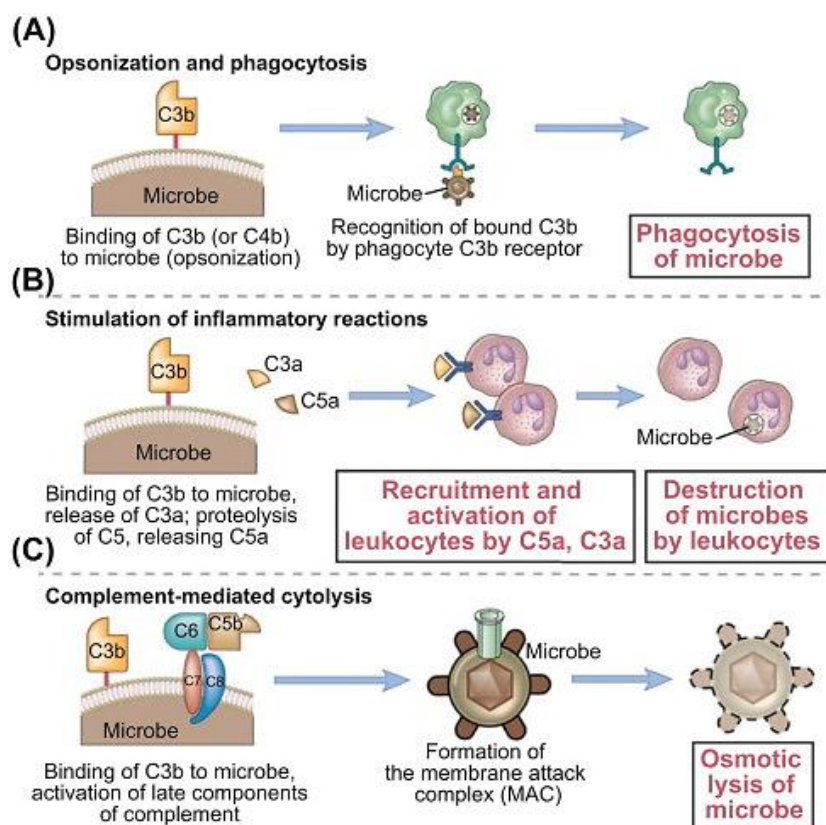 (A)
Opsonization and phagocytosis
C3b
Microbe
Binding of C3b (or C4b)
to microbe (opsonization)
Microbe
Recognition of bound C3b
by phagocyte C3b receptor
Phagocytosis
of microbe
(B)
Stimulation of inflammatory reactions
C3b
C3a
C5a
Microbe
Binding of C3b to microbe,
release of C3a; proteolysis
of C5, releasing C5a
Recruitment and
activation of
leukocytes by C5a, C3a
Microbe
Destruction
of microbes
by leukocytes
(C)
Complement-mediated cytolysis
C3b
C6
C5b
C7
C8
Microbe
Binding of C3b to microbe,
activation of late components
of complement
Microbe
Formation of
the membrane attack
complex (MAC)
Osmotic
lysis of
microbe